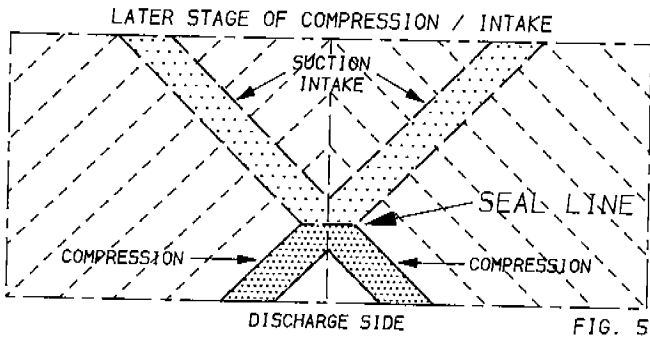 LATER STAGE OF COMPRESSION / INTAKE
SUCTION
INTAKE
SEAL LINE
COMPRESSION
COMPRESSION
DISCHARGE SIDE
FIG. 5